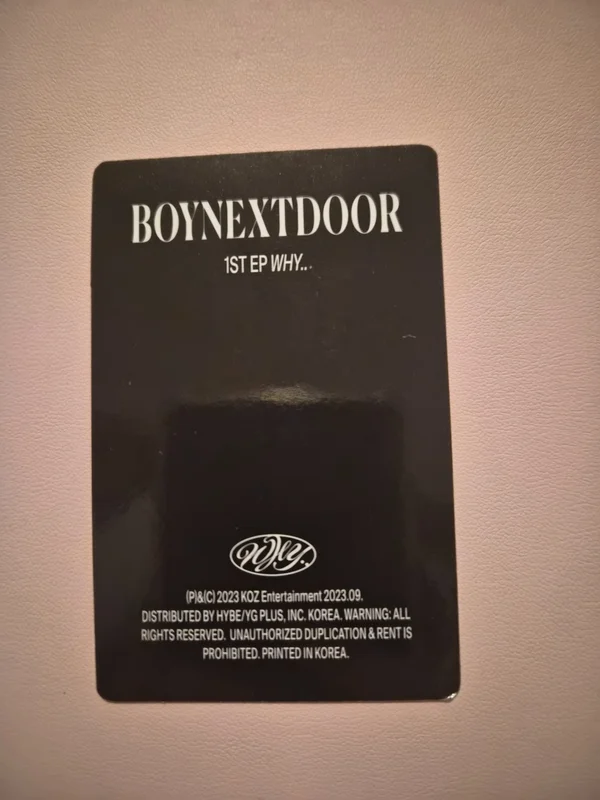 BOYNEXTDOOR
1ST EP WHY..
Why..
(P)&(C) 2023 KOZ Entertainment 2023.09.
DISTRIBUTED BY HYBE/YG PLUS, INC. KOREA. WARNING: ALL
RIGHTS RESERVED. UNAUTHORIZED DUPLICATION & RENT IS
PROHIBITED. PRINTED IN KOREA.